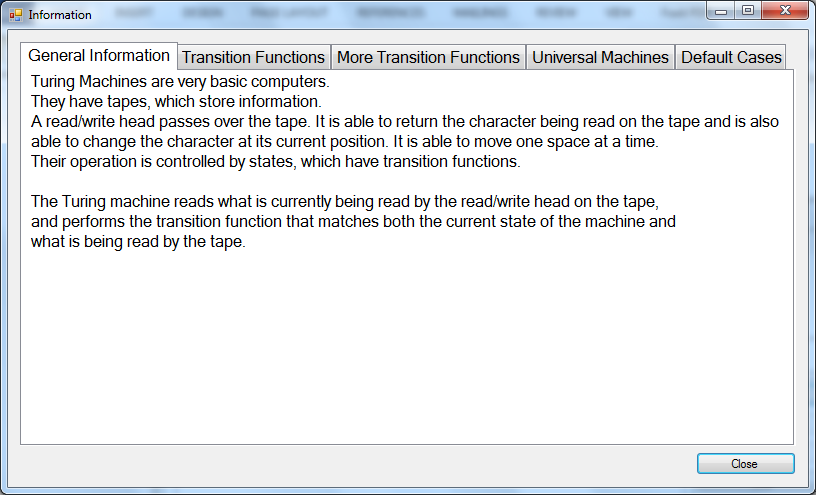 Information
General Information
Transition Functions
More Transition Functions
Universal Machines
Default Cases
Turing Machines are very basic computers.
They have tapes, which store information.
A read/write head passes over the tape. It is able to return the character being read on the tape and is also
able to change the character at its current position. It is able to move one space at a time.
Their operation is controlled by states, which have transition functions.
The Turing machine reads what is currently being read by the read/write head on the tape,
and performs the transition function that matches both the current state of the machine and
what is being read by the tape.
Close